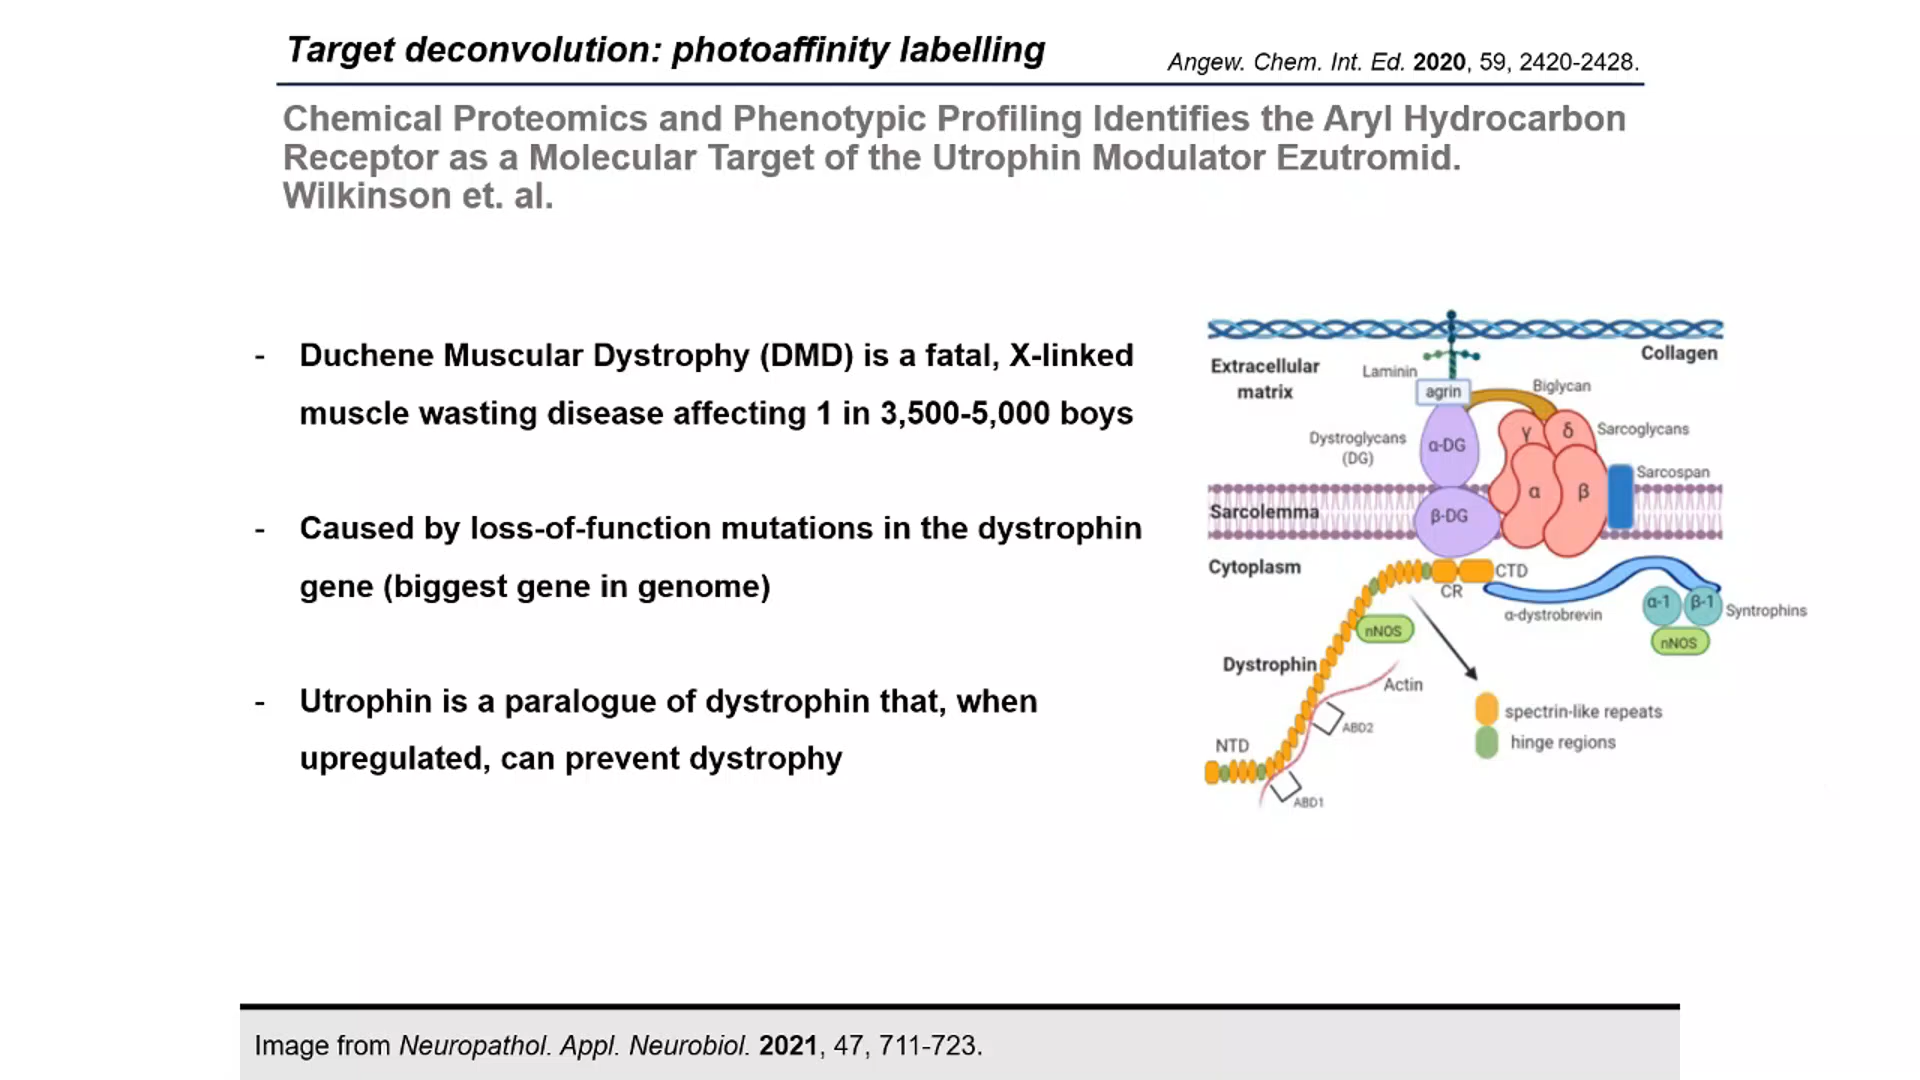 Target deconvolution: photoaffinity labelling
Angew. Chem. Int. Ed. 2020, 59, 2420-2428.
Chemical Proteomics and Phenotypic Profiling Identifies the Aryl Hydrocarbon
Receptor as a Molecular Target of the Utrophin Modulator Ezutromid.
Wilkinson et. al.
- Duchene Muscular Dystrophy (DMD) is a fatal, X-linked
muscle wasting disease affecting 1 in 3,500-5,000 boys
- Caused by loss-of-function mutations in the dystrophin
gene (biggest gene in genome)
- Utrophin is a paralogue of dystrophin that, when
upregulated, can prevent dystrophy
Collagen
Extracellular
matrix
Laminin
agrin
Biglycan
Dystroglycans
(DG)
α-DG
γ
δ
Sarcoglycans
Sarcospan
α
β
Sarcolemma
β-DG
Cytoplasm
CTD
CR
α-dystrobrevin
α-1
β-1
Syntrophins
nNOS
nNOS
Dystrophin
Actin
ABD2
spectrin-like repeats
hinge regions
NTD
ABD1
Image from Neuropathol. Appl. Neurobiol. 2021, 47, 711-723.